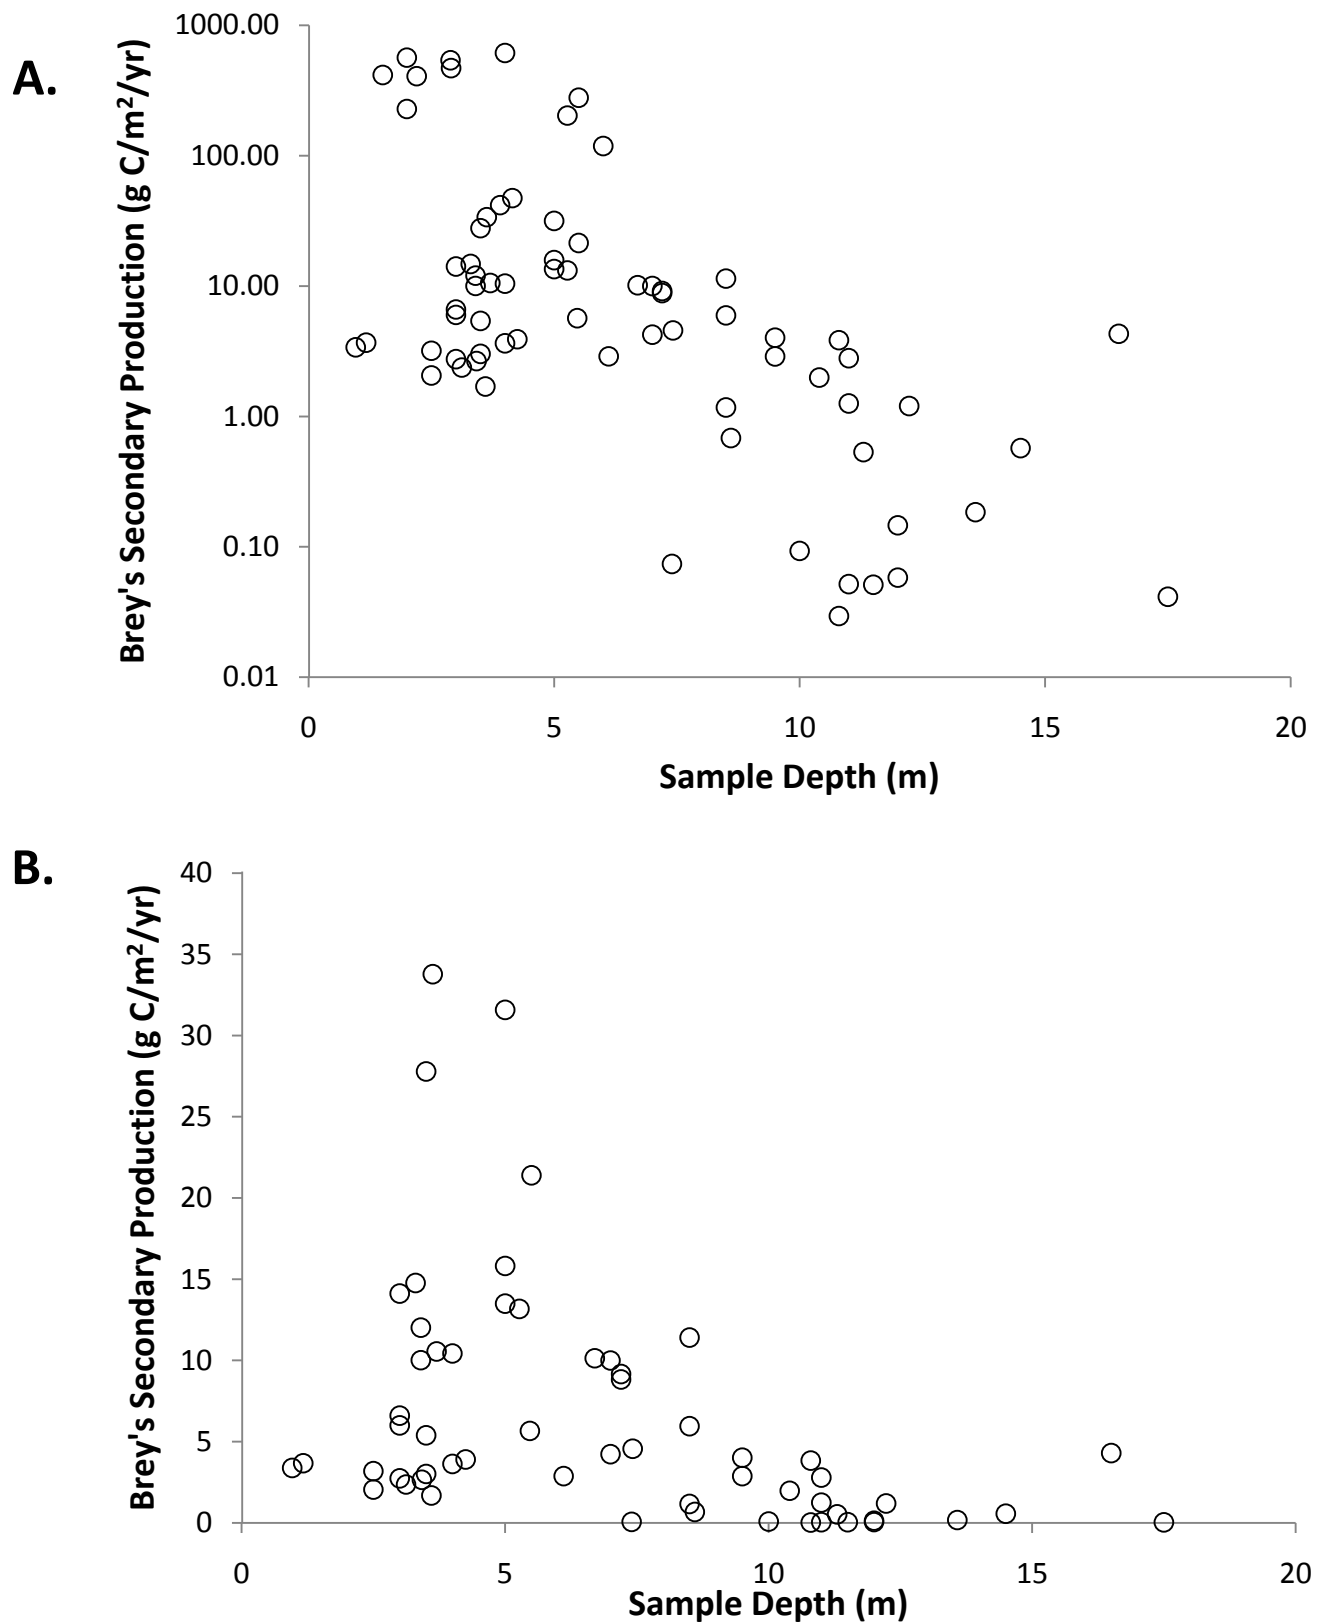 A.
Brey's Secondary Production (g C/m²/yr)
1000.00
100.00
10.00
1.00
0.10
0.01
0 5 10 15 20
Sample Depth (m)
B.
Brey's Secondary Production (g C/m²/yr)
40
35
30
25
20
15
10
5
0
0 5 10 15 20
Sample Depth (m)